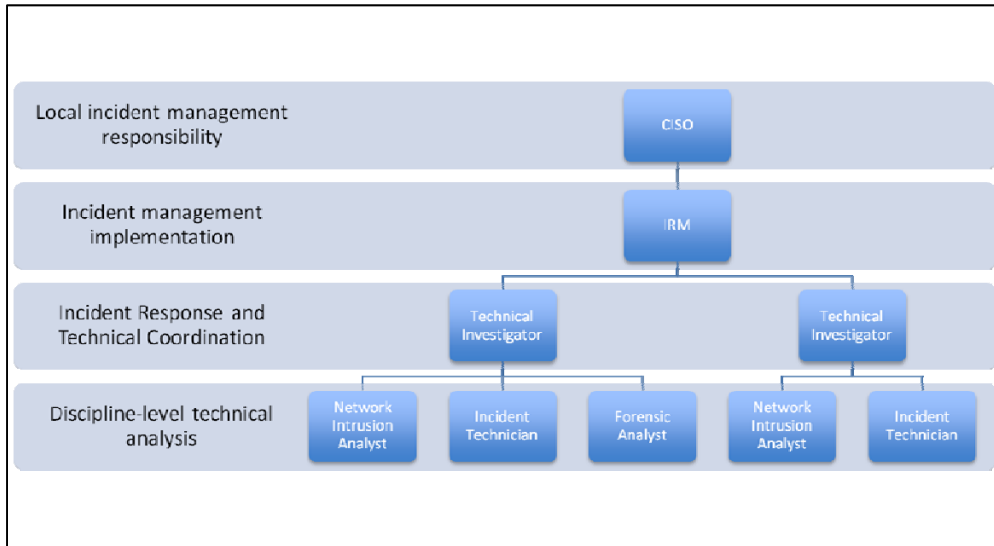 Local incident management
responsibility
CISO
Incident management
implementation
IRM
Incident Response and
Technical Coordination
Technical
Investigator
Technical
Investigator
Discipline-level technical
analysis
Network
Intrusion
Analyst
Incident
Technician
Forensic
Analyst
Network
Intrusion
Analyst
Incident
Technician